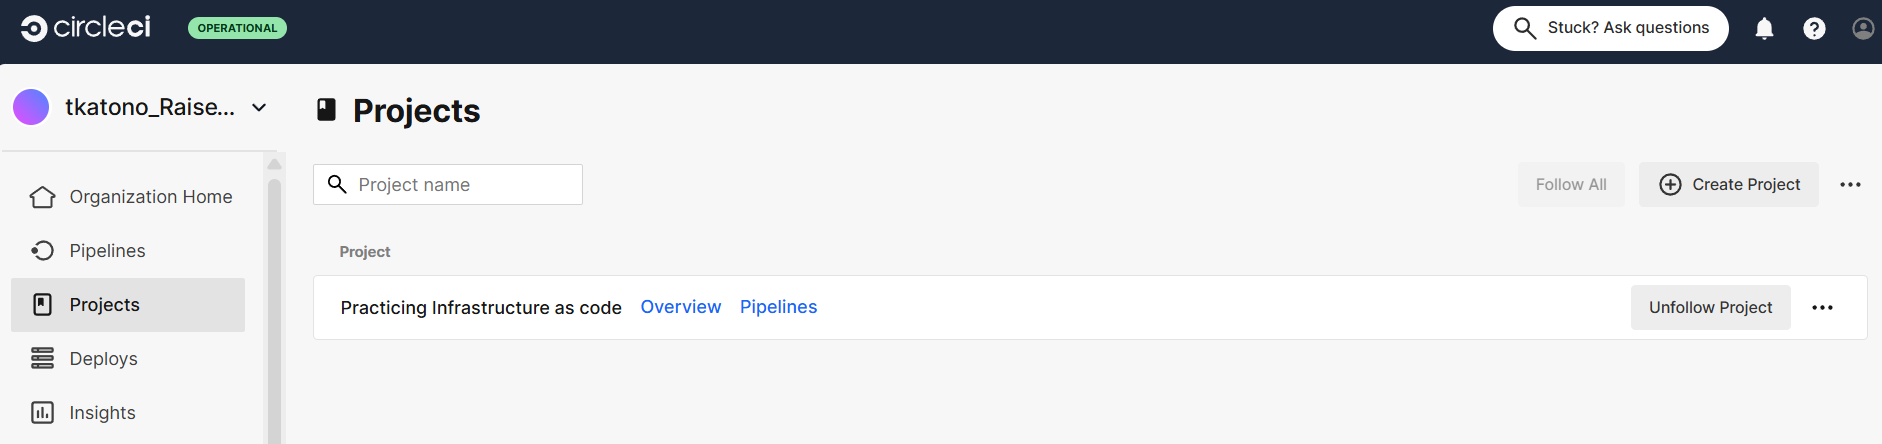 circleci OPERATIONAL Stuck? Ask questions
tkatono_Raise...
Projects
Project name
Follow All Create Project
Organization Home
Pipelines
Projects
Deploys
Insights
Project
Practicing Infrastructure as code Overview Pipelines Unfollow Project